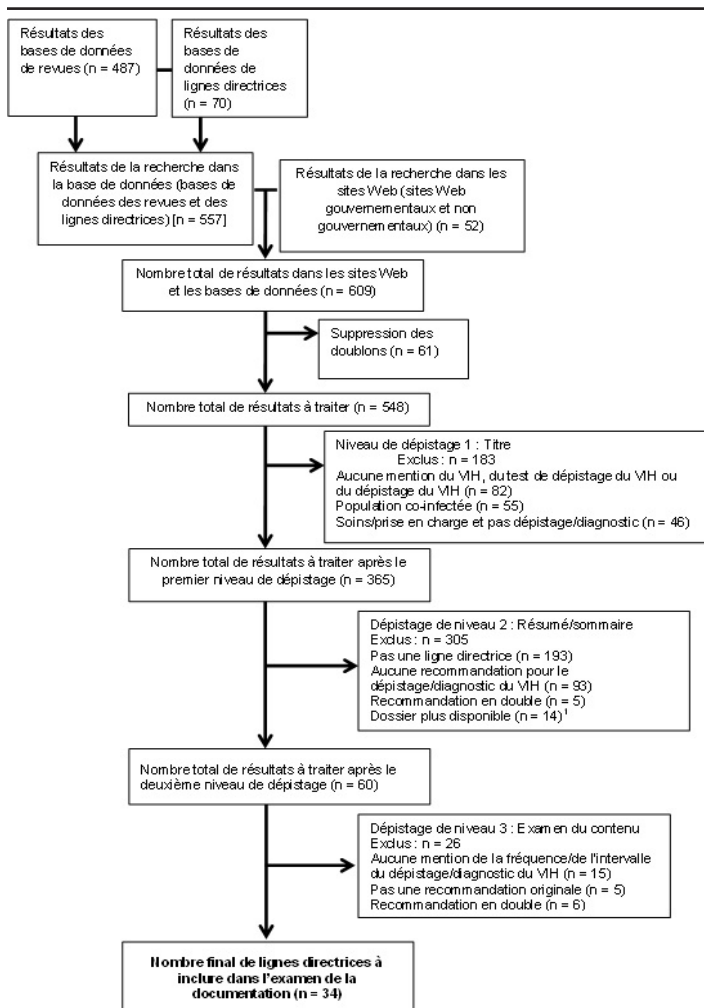 Résultats des
bases de données
de revues (n = 487)
Résultats des
bases de
données de
lignes directrices
(n = 70)
Résultats de la recherche dans
la base de données (bases de
données des revues et des
lignes directrices) [n = 557]
Résultats de la recherche dans les
sites Web (sites Web
gouvernementaux et non
gouvernementaux) (n = 52)
Nombre total de résultats dans les sites Web
et les bases de données (n = 609)
Suppression des
doublons (n = 61)
Nombre total de résultats à traiter (n = 548)
Niveau de dépistage 1 : Titre
Exclus : n = 183
Aucune mention du VIH, du test de dépistage du VIH ou
du dépistage du VIH (n = 82)
Population co-infectée (n = 55)
Soins/prise en charge et pas dépistage/diagnostic (n = 46)
Nombre total de résultats à traiter après le
premier niveau de dépistage (n = 365)
Dépistage de niveau 2 : Résumé/sommaire
Exclus : n = 305
Pas une ligne directrice (n = 193)
Aucune recommandation pour le
dépistage/diagnostic du VIH (n = 93)
Recommandation en double (n = 5)
Dossier plus disponible (n = 14)¹
Nombre total de résultats à traiter après le
deuxième niveau de dépistage (n = 60)
Dépistage de niveau 3 : Examen du contenu
Exclus : n = 26
Aucune mention de la fréquence/de l'intervalle
du dépistage/diagnostic du VIH (n = 15)
Pas une recommandation originale (n = 5)
Recommandation en double (n = 6)
Nombre final de lignes directrices à
inclure dans l'examen de la
documentation (n = 34)